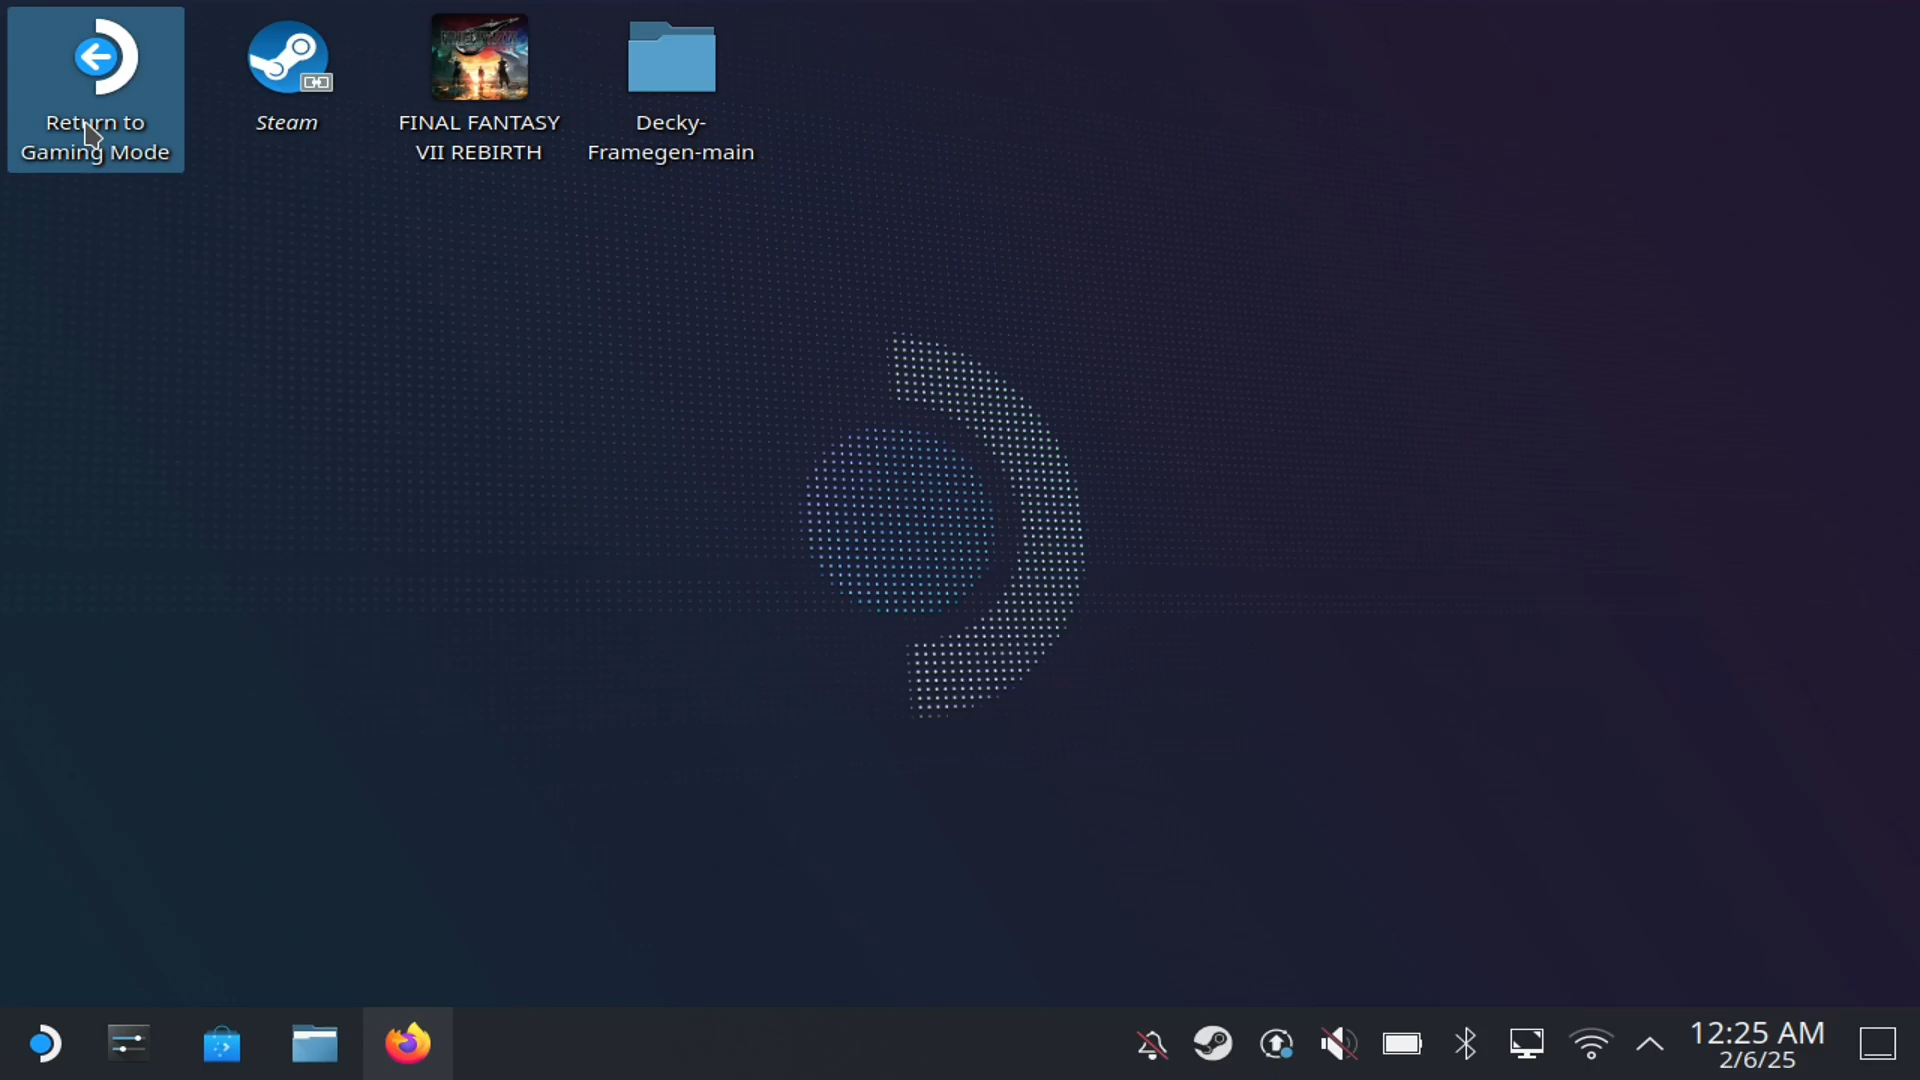 Return to
Gaming Mode
Steam
FINAL FANTASY
VII REBIRTH
Decky-
Framegen-main
12:25 AM
2/6/25